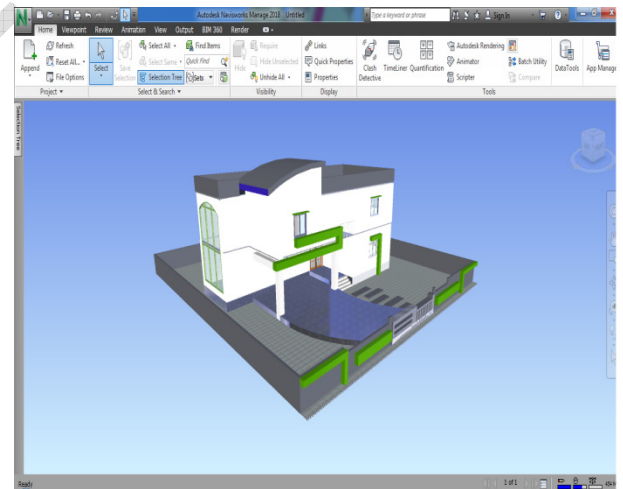 Autodesk Navisworks Manage 2018 Untitled
Type a keyword or phrase
Sign In
Home Viewpoint Review Animation View Output BIM 360 Render
Append
Refresh
Reset All...
File Options
Project
Select
Save Selection
Select All
Select Same
Selection Tree
Find Items
Quick Find
Sets
Select & Search
Hide
Require
Hide Unselected
Unhide All
Visibility
Links
Quick Properties
Properties
Display
Clash Detective
TimeLiner
Quantification
Autodesk Rendering
Animator
Scripter
Batch Utility
Compare
DataTools
App Manage
Tools
Selection Tree
Ready
1 of 1